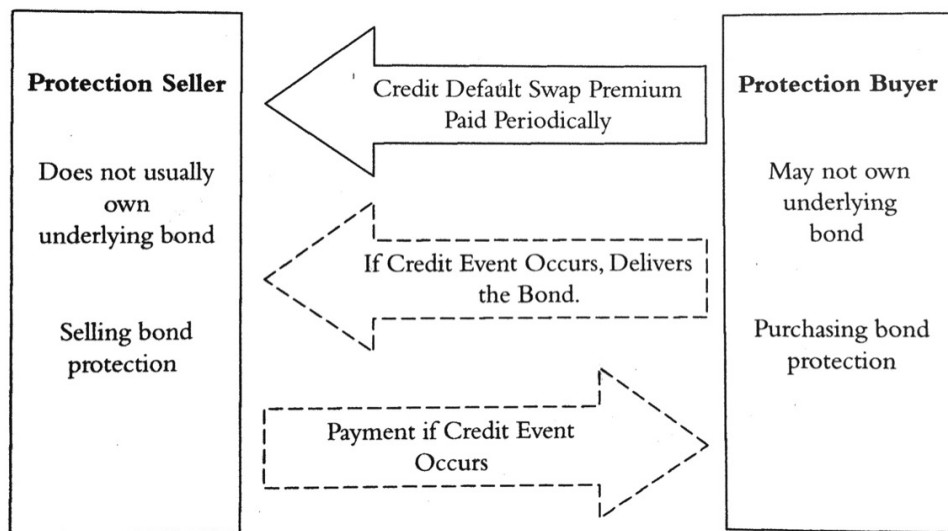 Protection Seller
Does not usually
own
underlying bond
Selling bond
protection
Credit Default Swap Premium
Paid Periodically
If Credit Event Occurs, Delivers
the Bond.
Payment if Credit Event
Occurs
Protection Buyer
May not own
underlying
bond
Purchasing bond
protection